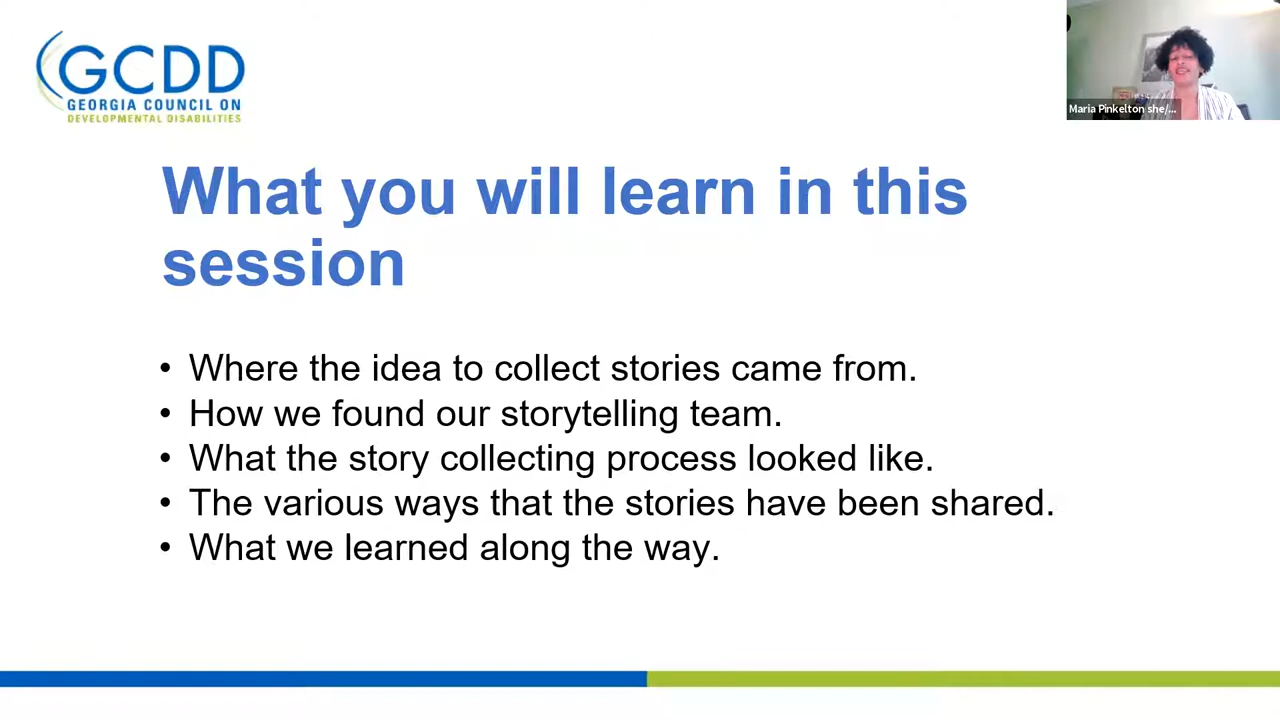 GCDD
GEORGIA COUNCIL ON
DEVELOPMENTAL DISABILITIES
Maria Pinkelton she/...
What you will learn in this
session
• Where the idea to collect stories came from.
• How we found our storytelling team.
• What the story collecting process looked like.
• The various ways that the stories have been shared.
• What we learned along the way.